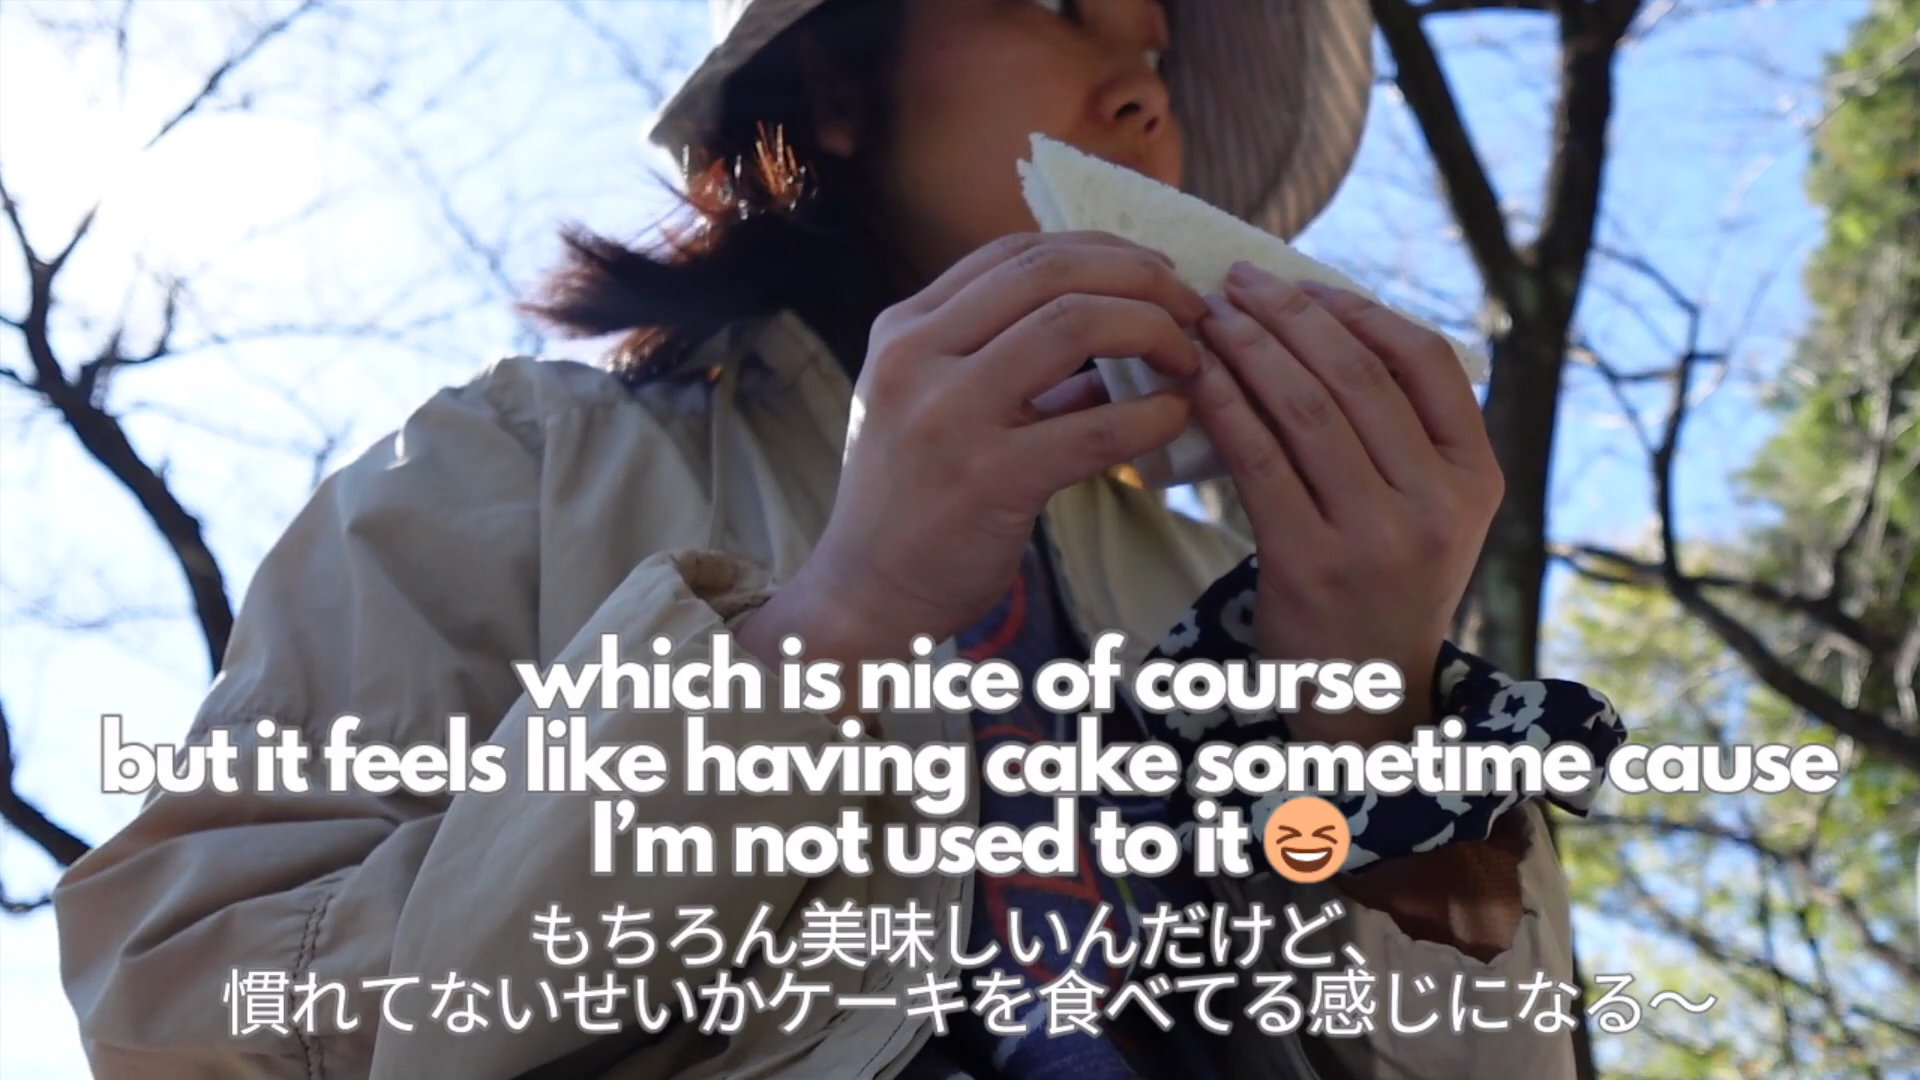 which is nice of course
but it feels like having cake sometime cause
I'm not used to it😆
もちろん美味しいんだけど、
慣れてないせいかケーキを食べてる感じになる～